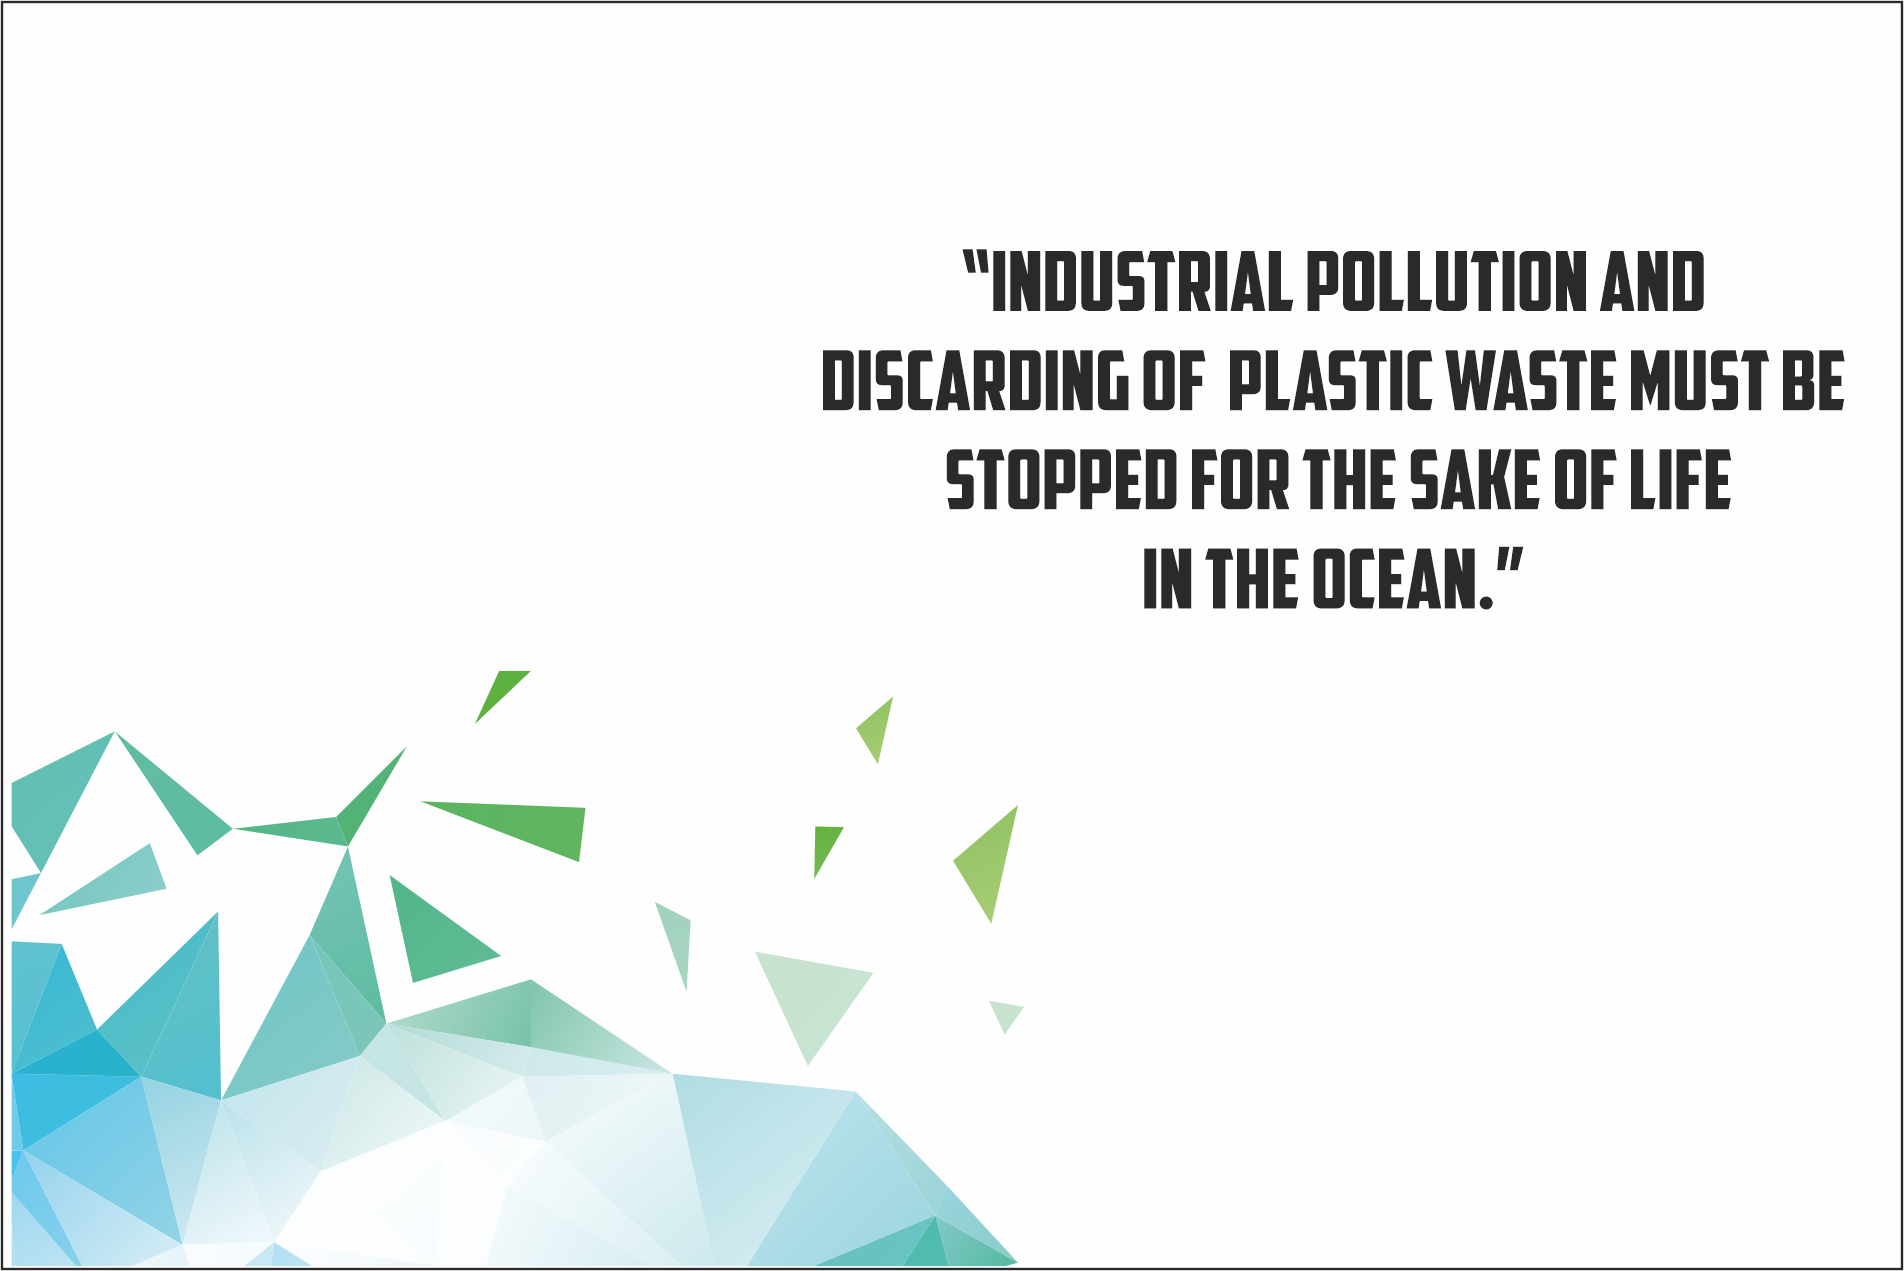 “INDUSTRIAL POLLUTION AND
DISCARDING OF  PLASTIC WASTE MUST BE
STOPPED FOR THE SAKE OF LIFE
IN THE OCEAN.”